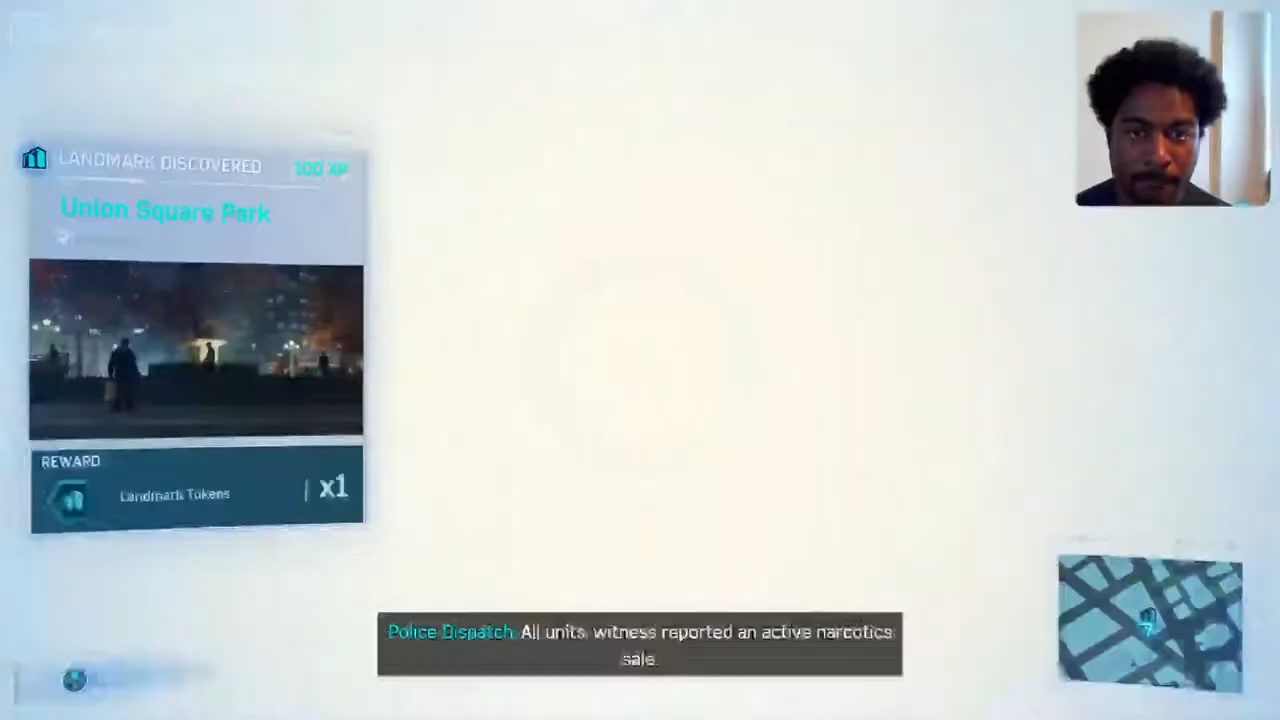 LANDMARK DISCOVERED 100 XP
Union Square Park
REWARD
Landmark Tokens x1
Police Dispatch: All units, witness reported an active narcotics
sale.